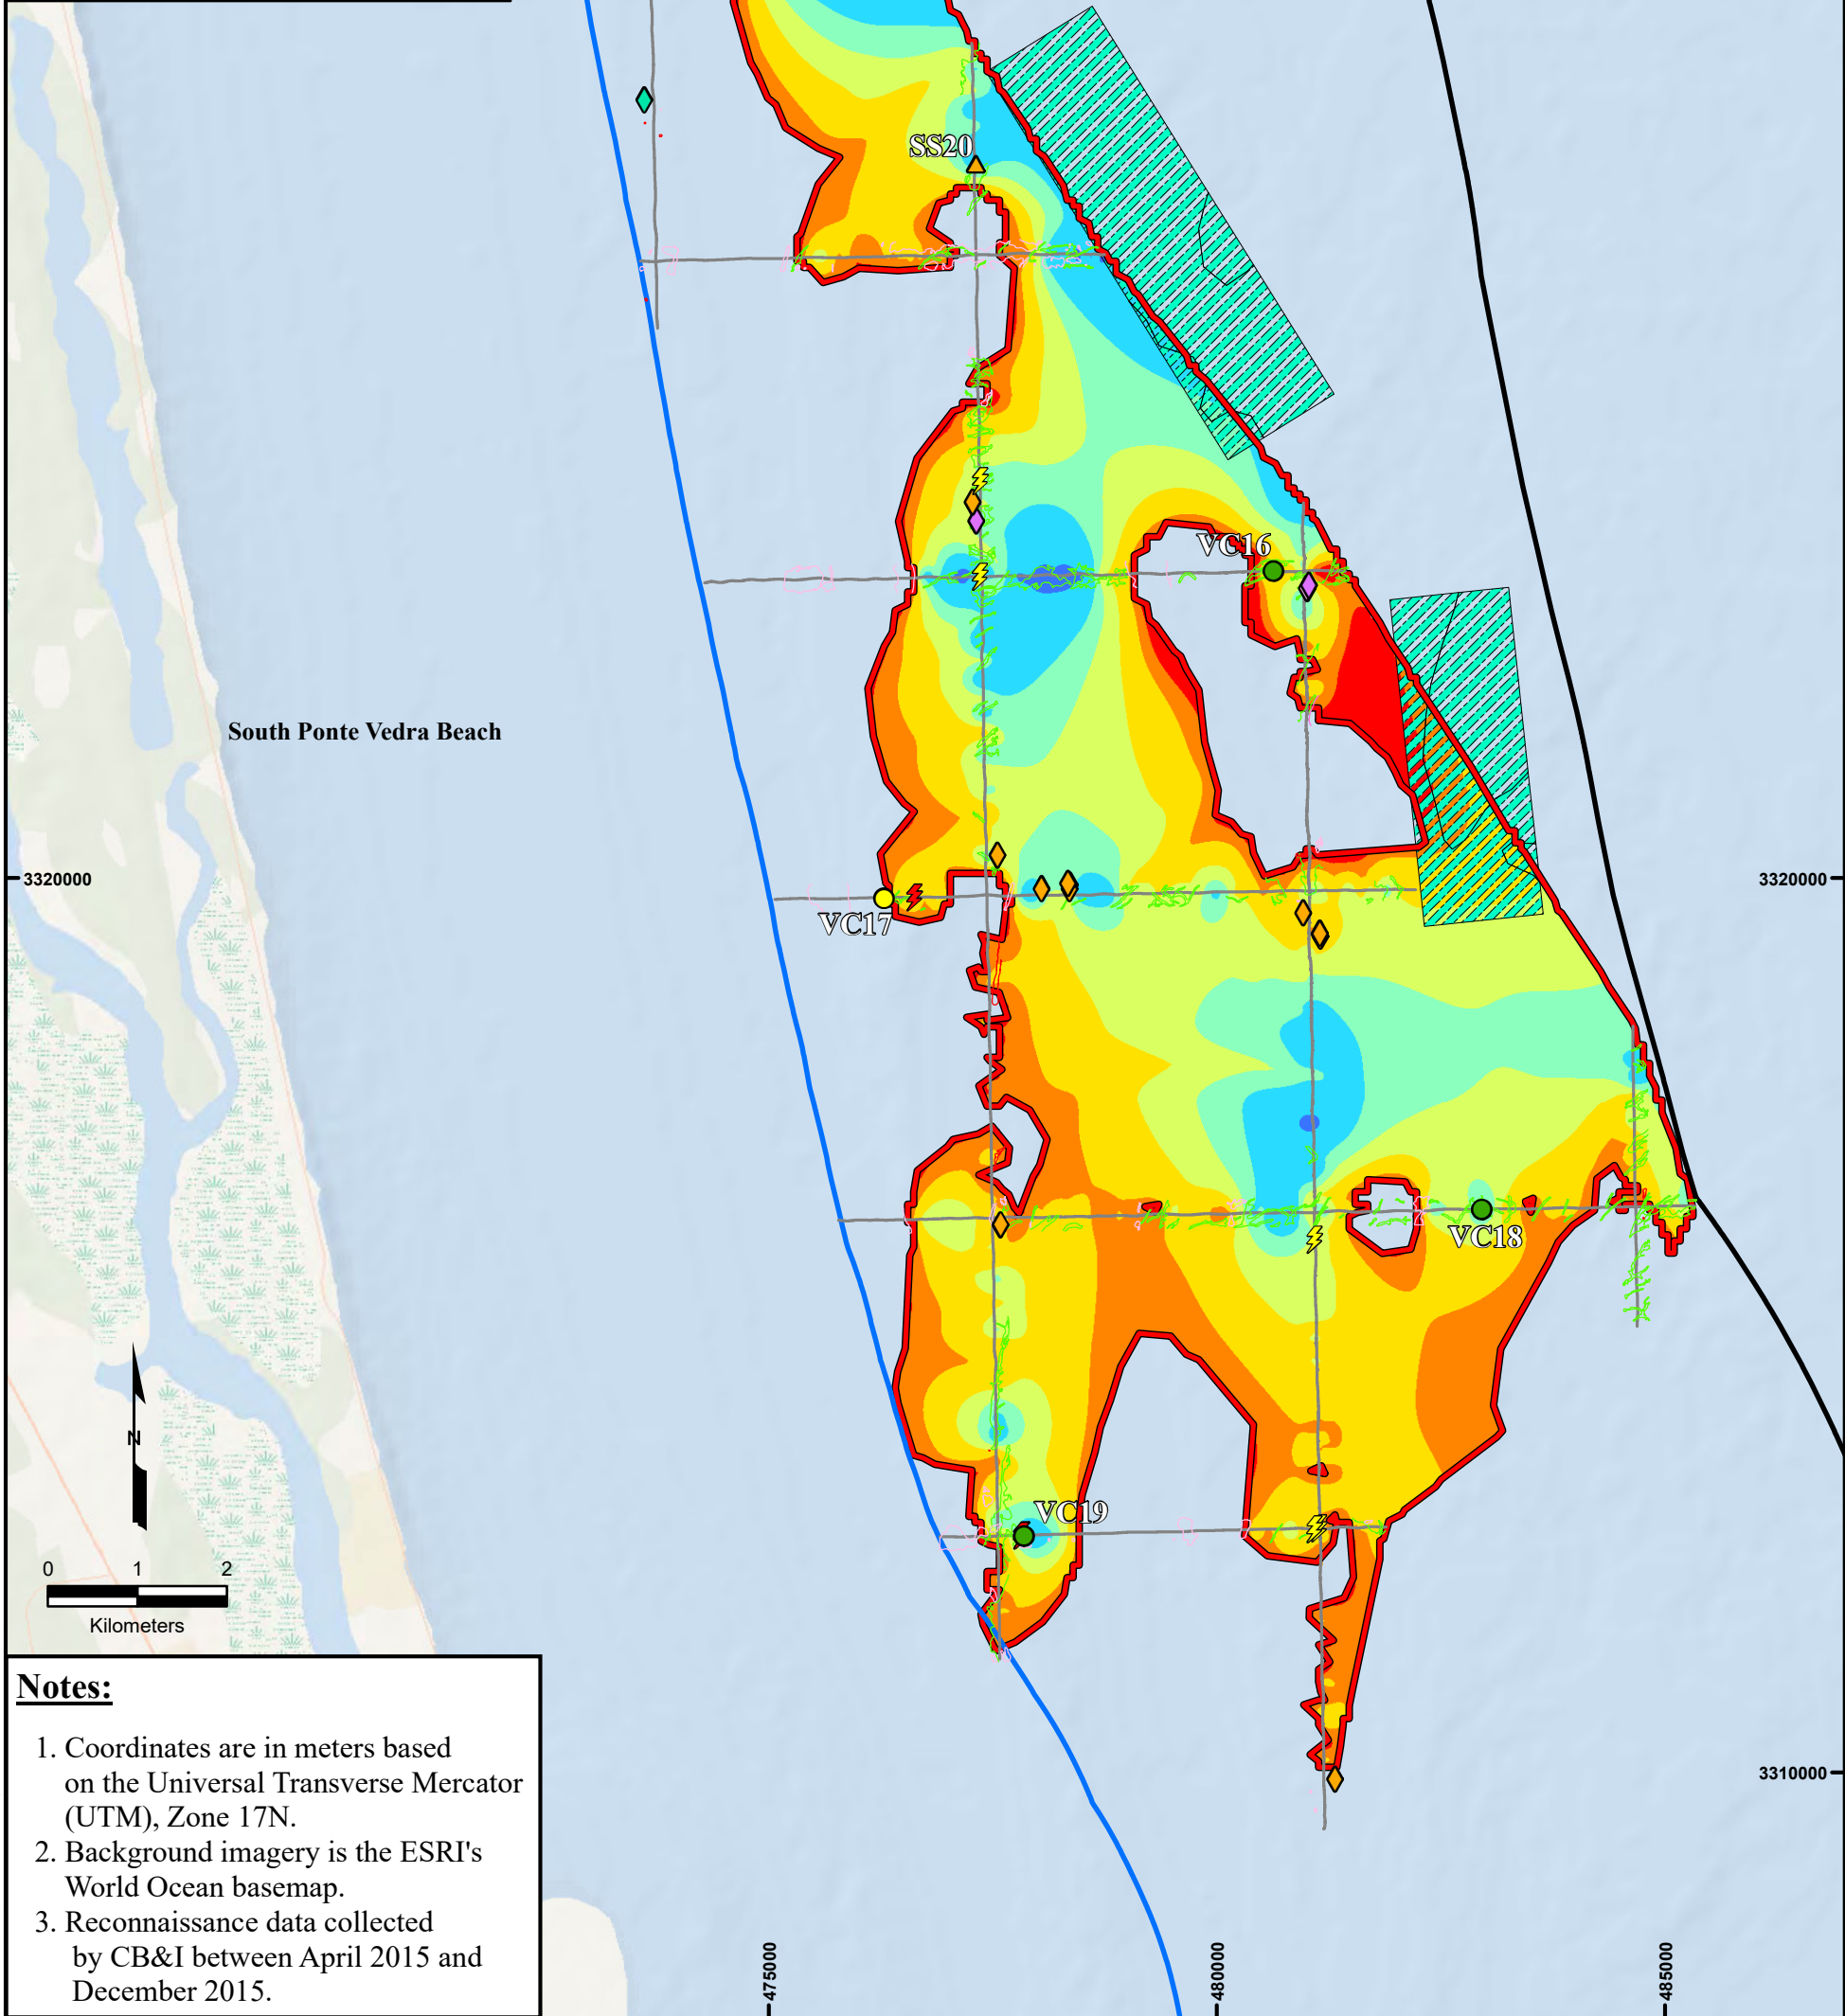 SS20
VC16
South Ponte Vedra Beach
3320000
3320000
VC17
VC18
N
VC19
0 1 2
Kilometers
Notes:
1. Coordinates are in meters based
on the Universal Transverse Mercator
(UTM), Zone 17N.
2. Background imagery is the ESRI's
World Ocean basemap.
3. Reconnaissance data collected
by CB&I between April 2015 and
December 2015.
3310000
475000
480000
485000